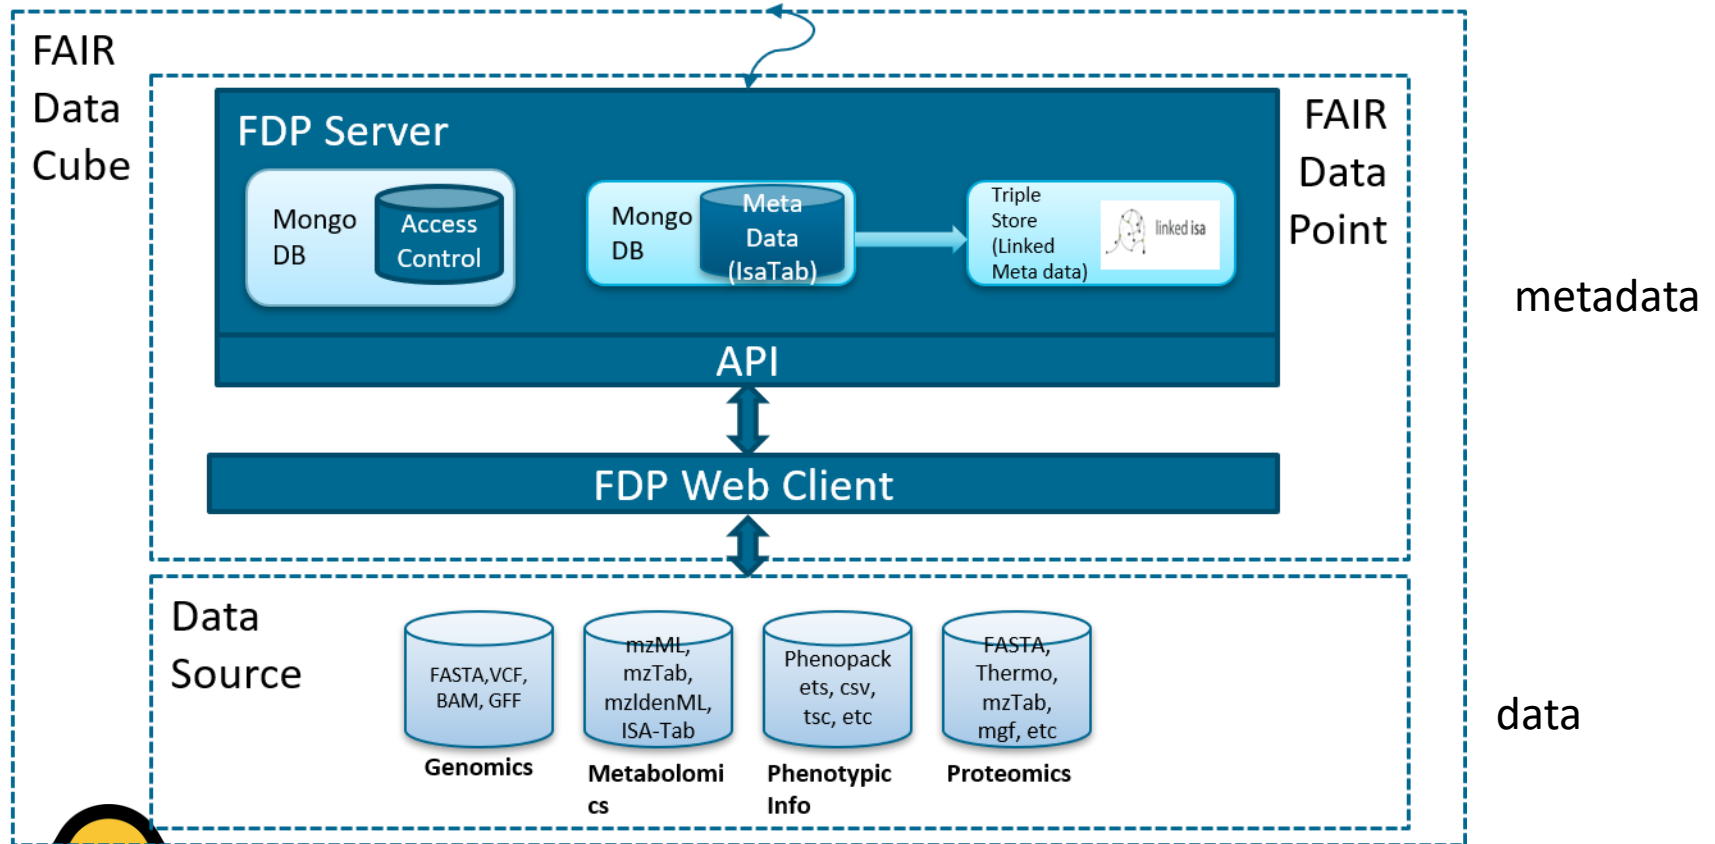 FAIR
Data
Cube
FAIR
Data
Point
FDP Server
Mongo
DB
Access
Control
Mongo
DB
Meta
Data
(IsaTab)
Triple
Store
(Linked
Meta data)
linked isa
metadata
API
FDP Web Client
Data
Source
FASTA,VCF,
BAM, GFF
Genomics
mzML,
mzTab,
mzIdenML,
ISA-Tab
Metabolomi
cs
Phenopack
ets, csv,
tsc, etc
Phenotypic
Info
FASTA,
Thermo,
mzTab,
mgf, etc
Proteomics
data